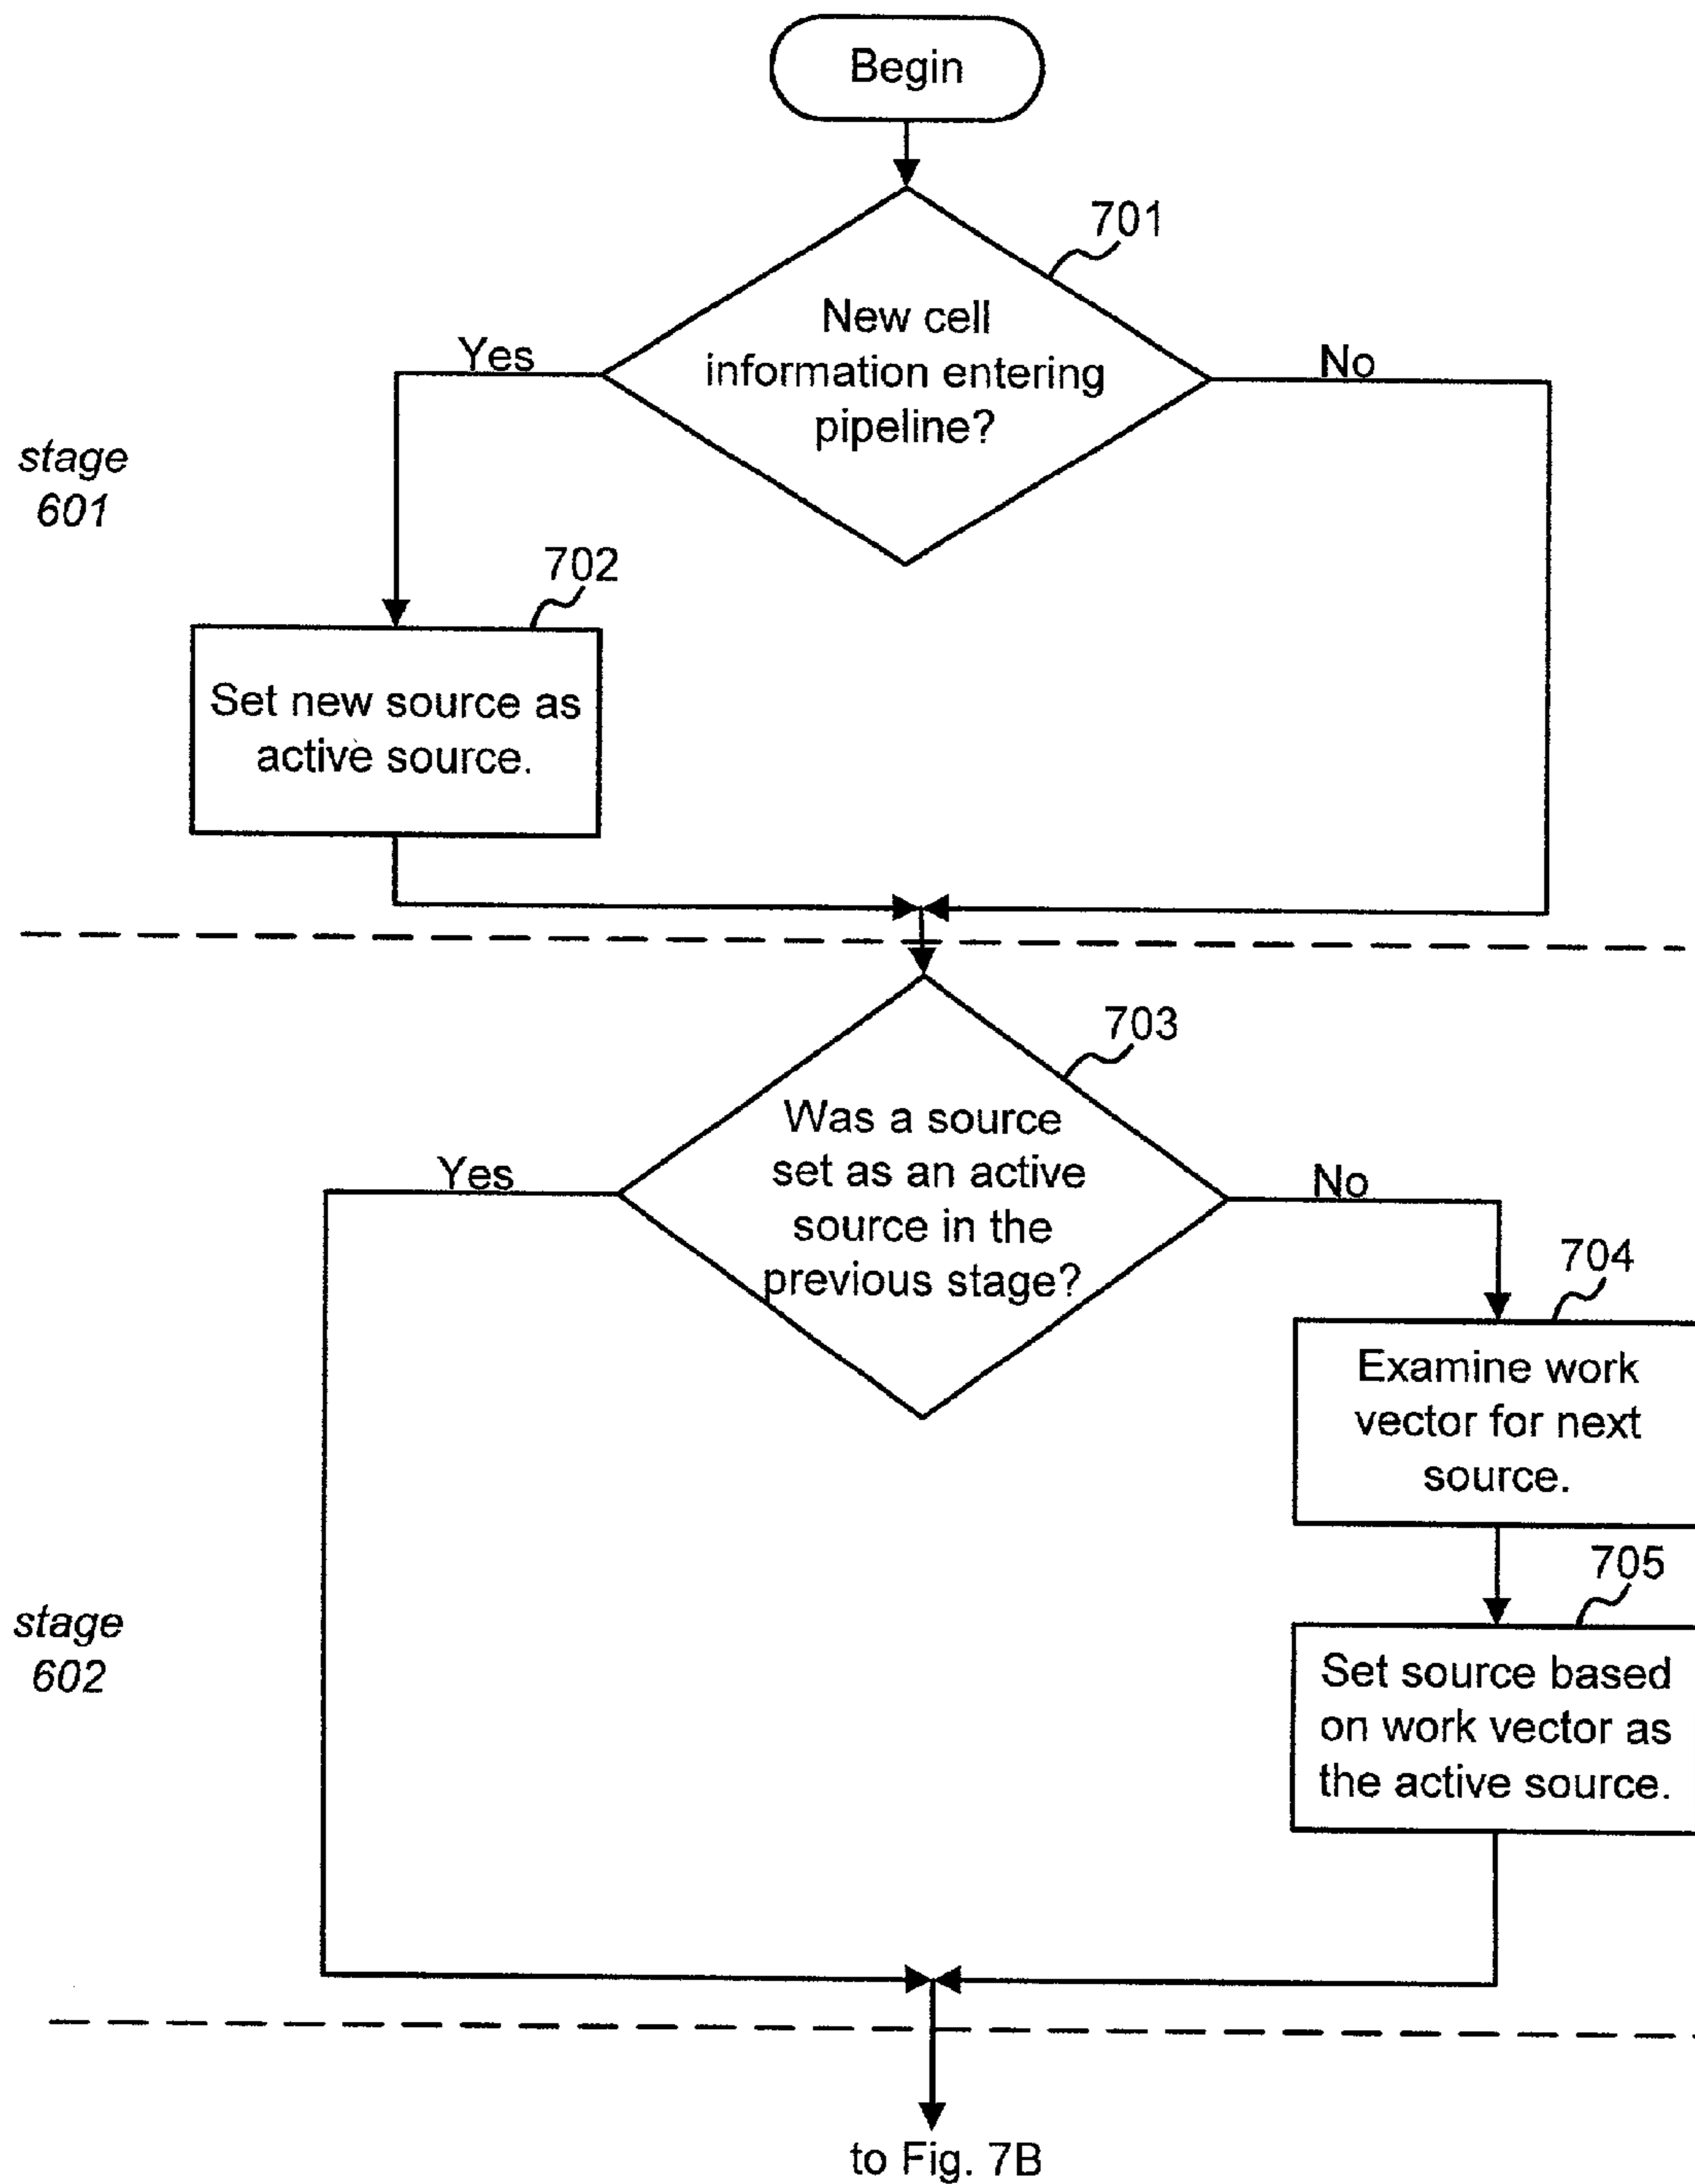 Begin
701
New cell
information entering
pipeline?
Yes
No
stage
601
702
Set new source as
active source.
703
Was a source
set as an active
source in the
previous stage?
Yes
No
704
Examine work
vector for next
source.
705
Set source based
on work vector as
the active source.
stage
602
to Fig. 7B